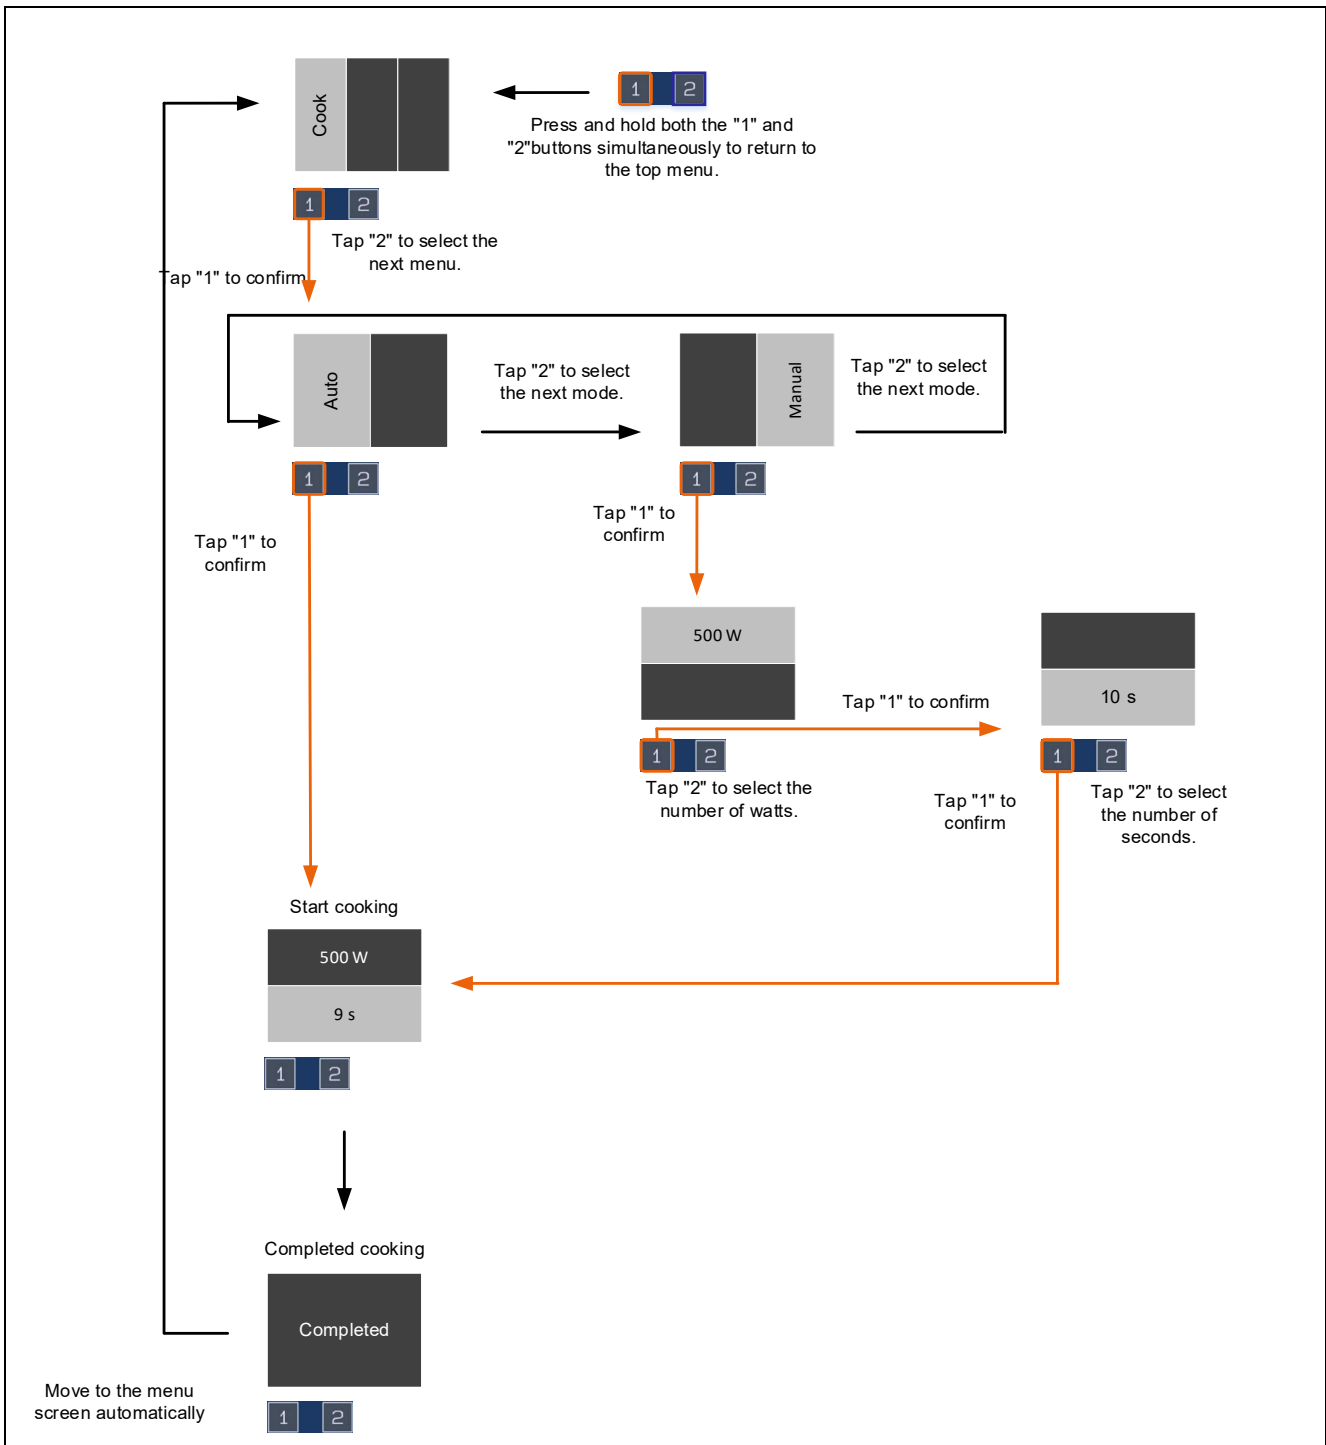 Cook
1 2
Press and hold both the "1" and
"2"buttons simultaneously to return to
the top menu.
1 2
Tap "2" to select the
next menu.
Tap "1" to confirm
Auto
Tap "2" to select
the next mode.
Manual
Tap "2" to select
the next mode.
1 2
1 2
Tap "1" to
confirm
Tap "1" to
confirm
500 W
10 s
Tap "1" to confirm
1 2
1 2
Tap "2" to select the
number of watts.
Tap "1" to
confirm
Tap "2" to select
the number of
seconds.
Start cooking
500 W
9 s
1 2
Completed cooking
Completed
Move to the menu
screen automatically
1 2